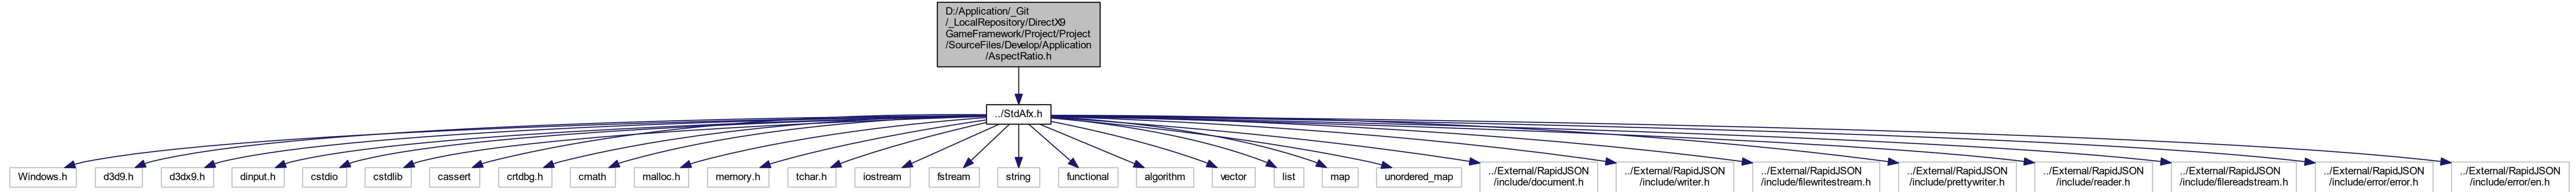 D:/Application/_Git
/_LocalRepository/DirectX9
GameFramework/Project/Project
/SourceFiles/Develop/Application
/AspectRatio.h
../StdAfx.h
Windows.h
d3d9.h
d3dx9.h
dinput.h
cstdio
cstdlib
cassert
crtdbg.h
cmath
malloc.h
memory.h
tchar.h
iostream
fstream
string
functional
algorithm
vector
list
map
unordered_map
../External/RapidJSON
/include/document.h
../External/RapidJSON
/include/writer.h
../External/RapidJSON
/include/filewritestream.h
../External/RapidJSON
/include/prettywriter.h
../External/RapidJSON
/include/reader.h
../External/RapidJSON
/include/filereadstream.h
../External/RapidJSON
/include/error/error.h
../External/RapidJSON
/include/error/en.h